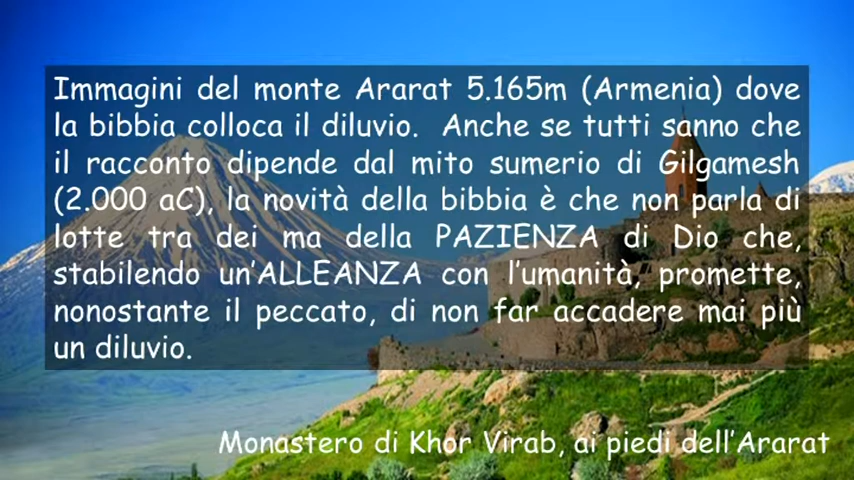 Immagini del monte Ararat 5.165m (Armenia) dove
la bibbia colloca il diluvio. Anche se tutti sanno che
il racconto dipende dal mito sumerio di Gilgamesh
(2.000 aC), la novità della bibbia è che non parla di
lotte tra dei ma della PAZIENZA di Dio che,
stabilendo un'ALLEANZA con l'umanità, promette,
nonostante il peccato, di non far accadere mai più
un diluvio.
Monastero di Khor Virab, ai piedi dell'Ararat